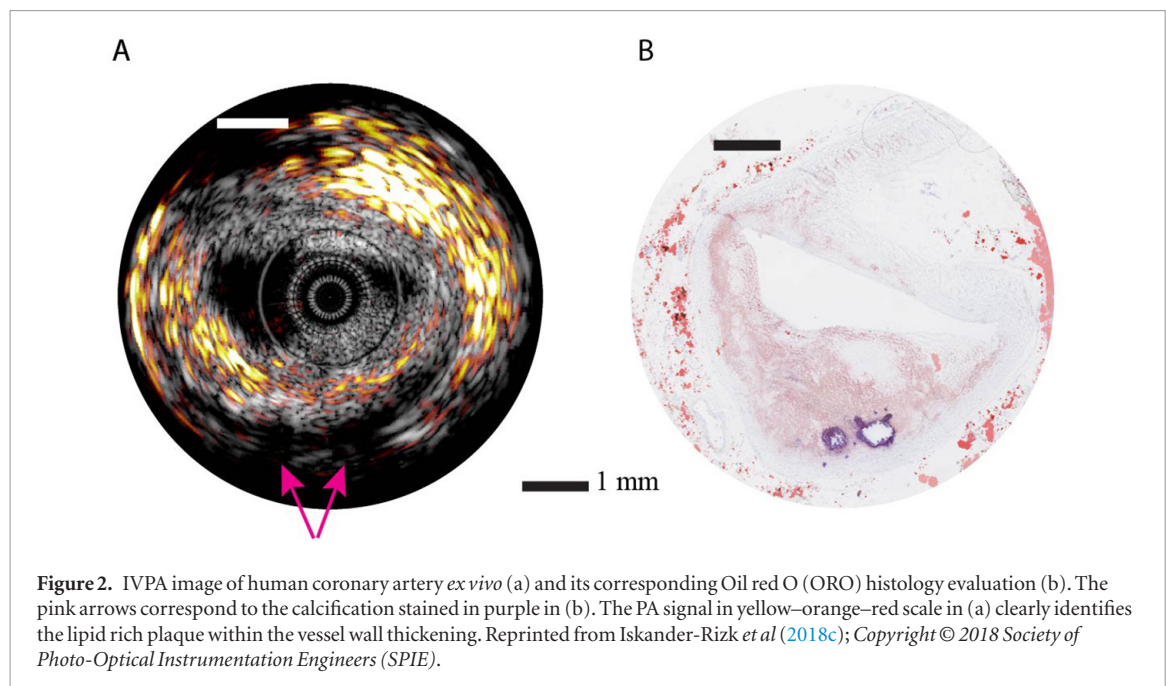 A
B
1 mm
Figure 2. IVPA image of human coronary artery ex vivo (a) and its corresponding Oil red O (ORO) histology evaluation (b). The
pink arrows correspond to the calcification stained in purple in (b). The PA signal in yellow–orange–red scale in (a) clearly identifies
the lipid rich plaque within the vessel wall thickening. Reprinted from Iskander-Rizk et al (2018c); Copyright © 2018 Society of
Photo-Optical Instrumentation Engineers (SPIE).